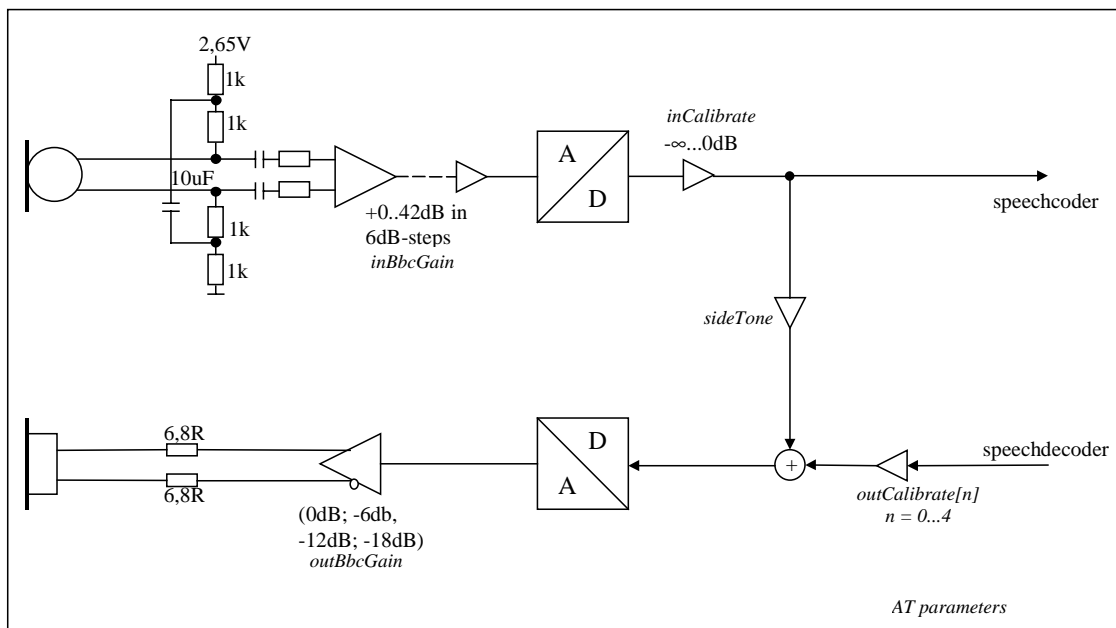 2,65V
1k
1k
10uF
1k
1k
+0..42dB in
6dB-steps
inBbcGain
A
D
inCalibrate
-∞...0dB
speechcoder
sideTone
6,8R
6,8R
(0dB; -6db,
-12dB; -18dB)
outBbcGain
D
A
+
speechdecoder
outCalibrate[n]
n = 0...4
AT parameters